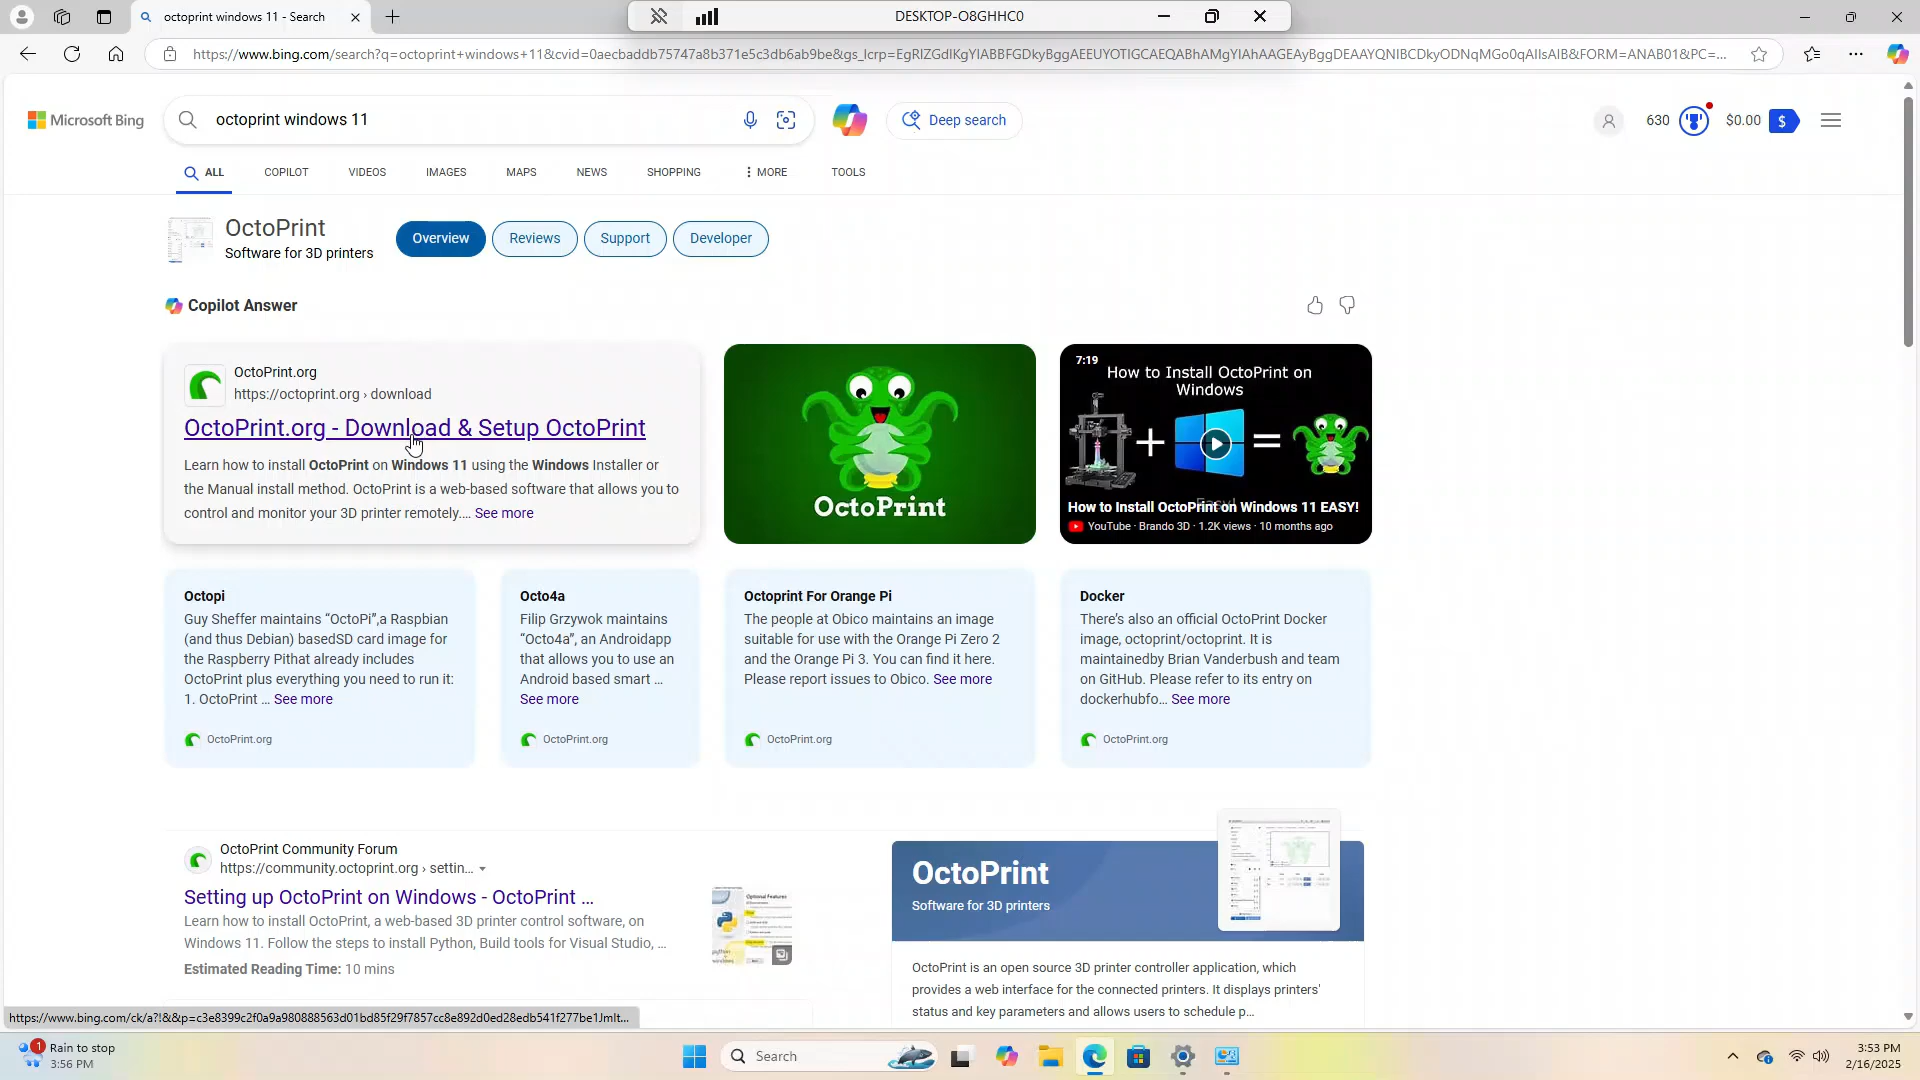 octoprint windows 11 - Search
DESKTOP-O8GHHC0
https://www.bing.com/search?q=octoprint+windows+11&cvid=0aecbaddb75747a8b371e5c3db6ab9be&gs_lcrp=EgRlZGdlKgYIABBFGDkyBggAEEUYOTIGCAEQABhAMgYIAhAAGEAyBggDEAAYQNIBCDkyODNqMGo0qAIIsAIB&FORM=ANAB01&PC=...
Microsoft Bing
octoprint windows 11
Deep search
630
$0.00
$
ALL
COPILOT
VIDEOS
IMAGES
MAPS
NEWS
SHOPPING
MORE
TOOLS
OctoPrint
Software for 3D printers
Overview
Reviews
Support
Developer
Copilot Answer
OctoPrint.org
https://octoprint.org › download
OctoPrint.org - Download & Setup OctoPrint
Learn how to install OctoPrint on Windows 11 using the Windows Installer or
the Manual install method. OctoPrint is a web-based software that allows you to
control and monitor your 3D printer remotely.... See more
OctoPrint
7:19
How to Install OctoPrint on
Windows
How to Install OctoPrint on Windows 11 EASY!
YouTube · Brando 3D · 1.2K views · 10 months ago
Octopi
Guy Sheffer maintains “OctoPi”,a Raspbian
(and thus Debian) basedSD card image for
the Raspberry Pithat already includes
OctoPrint plus everything you need to run it:
1. OctoPrint ... See more
OctoPrint.org
Octo4a
Filip Grzywok maintains
“Octo4a”, an Androidapp
that allows you to use an
Android based smart ...
See more
OctoPrint.org
Octoprint For Orange Pi
The people at Obico maintains an image
suitable for use with the Orange Pi Zero 2
and the Orange Pi 3. You can find it here.
Please report issues to Obico. See more
OctoPrint.org
Docker
There’s also an official OctoPrint Docker
image, octoprint/octoprint. It is
maintainedby Brian Vanderbush and team
on GitHub. Please refer to its entry on
dockerhubfo... See more
OctoPrint.org
OctoPrint Community Forum
https://community.octoprint.org › settin...
Setting up OctoPrint on Windows - OctoPrint ...
Learn how to install OctoPrint, a web-based 3D printer control software, on
Windows 11. Follow the steps to install Python, Build tools for Visual Studio, ...
Estimated Reading Time: 10 mins
Optional Features
OctoPrint
Software for 3D printers
OctoPrint is an open source 3D printer controller application, which
provides a web interface for the connected printers. It displays printers'
status and key parameters and allows users to schedule p...
https://www.bing.com/ck/a?!&&p=c3e8399c2f0a9a980888563d01bd85f29f7857cc8e892d0ed28edb541f277be1Jmlt...
1
Rain to stop
3:56 PM
Search
3:53 PM
2/16/2025